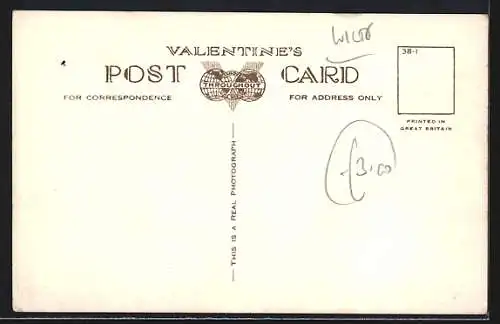 WILTS
VALENTINE'S
38-1
POST CARD
THROUGHOUT
FOR CORRESPONDENCE
FOR ADDRESS ONLY
PRINTED IN
GREAT BRITAIN
£3.00
THIS IS A REAL PHOTOGRAPH